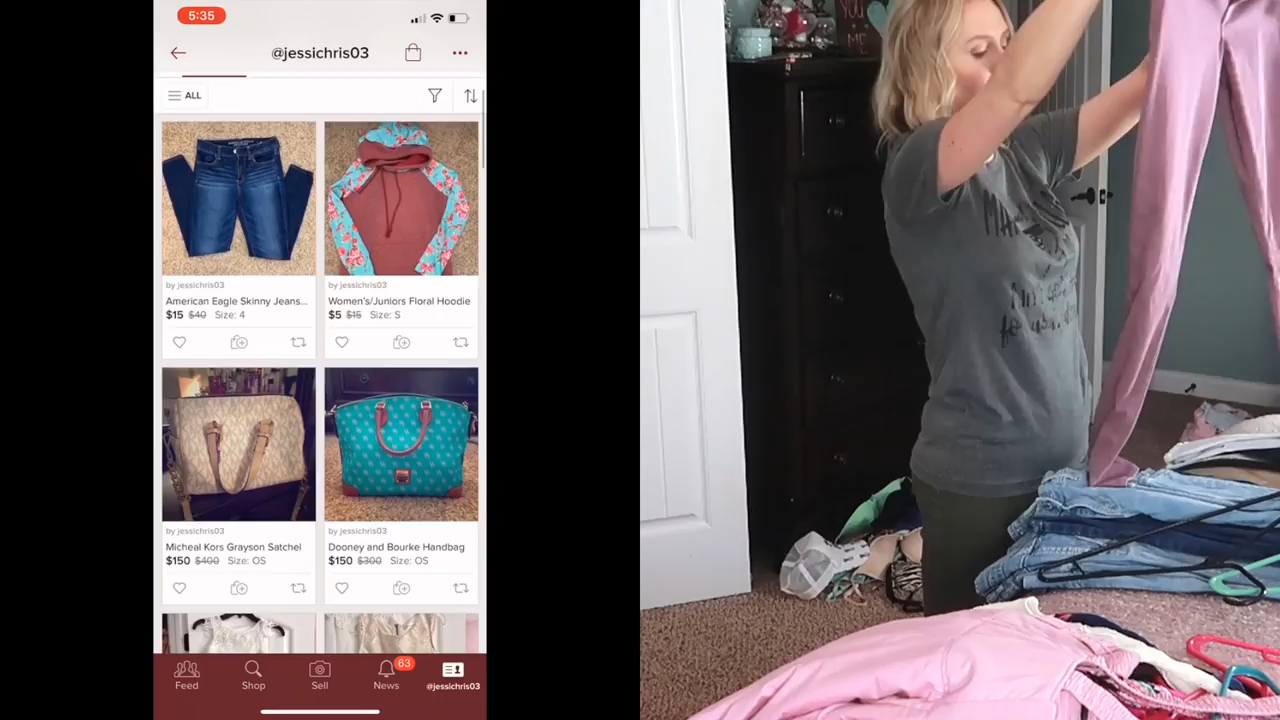 5:35
@jessichris03
ALL
by jessichris03
American Eagle Skinny Jeans...
$15 $40 Size: 4
by jessichris03
Women's/Juniors Floral Hoodie
$5 $15 Size: S
by jessichris03
Micheal Kors Grayson Satchel
$150 $400 Size: OS
by jessichris03
Dooney and Bourke Handbag
$150 $300 Size: OS
Feed
Shop
Sell
News
63
@jessichris03
YOU
ME